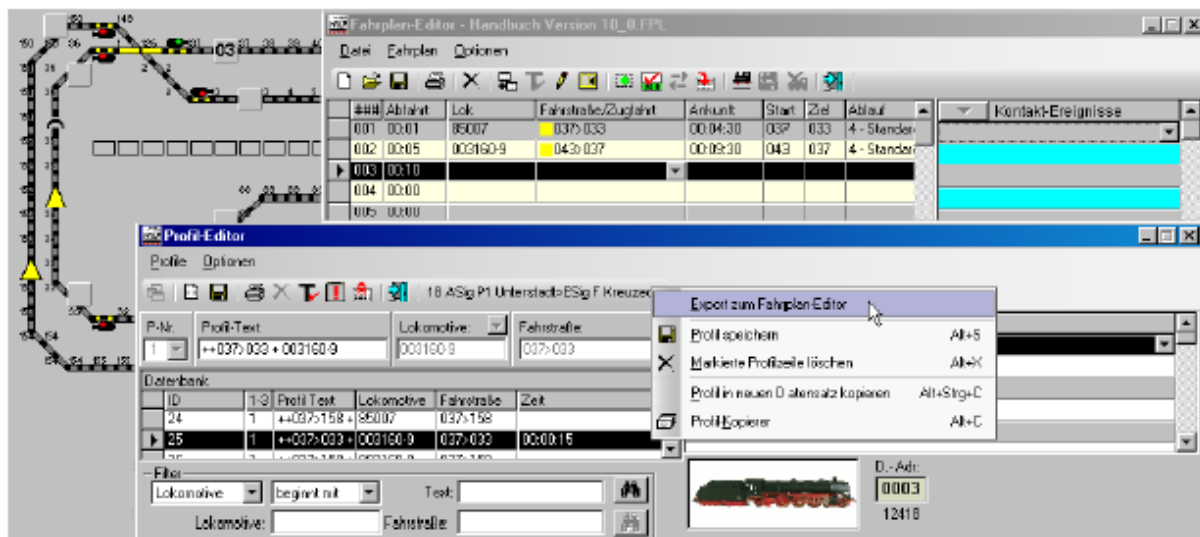 Fahrplan-Editor - Handbuch Version 10_0.FPL
Datei Fahrplan Optionen
### Abfahrt Lok Fahrstraße/Zugfahrt Ankunft Start Ziel Ablauf Kontakt-Ereignisse
001 00:01 85007 037>033 00:04:30 037 033 4 - Standard
002 00:05 003160-9 043>037 00:09:30 043 037 4 - Standard
003 00:10
004 00:00
005 00:00
03
Profil-Editor
Profile Optionen
18 ASig P1 Unterstadt>ESig F Kreuzec
Export zum Fahrplan-Editor
Profil speichern Alt+S
Markierte Profilzeile löschen Alt+X
Profil in neuen Datensatz kopieren Alt+Strg+C
Profil-Kopierer Alt+C
P-Nr. Profil-Text Lokomotive: Fahrstraße:
1 ++037>033 + 003160-9 003160-9 037>033
Datenbank
ID 1-3 Profil Text Lokomotive Fahrstraße Zeit
24 1 ++037>158 + 85007 037>158
25 1 ++037>033 + 003160-9 037>033 00:00:15
Filter
Lokomotive beginnt mit Text:
Lokomotive: Fahrstraße:
D.-Adr:
0003
12418